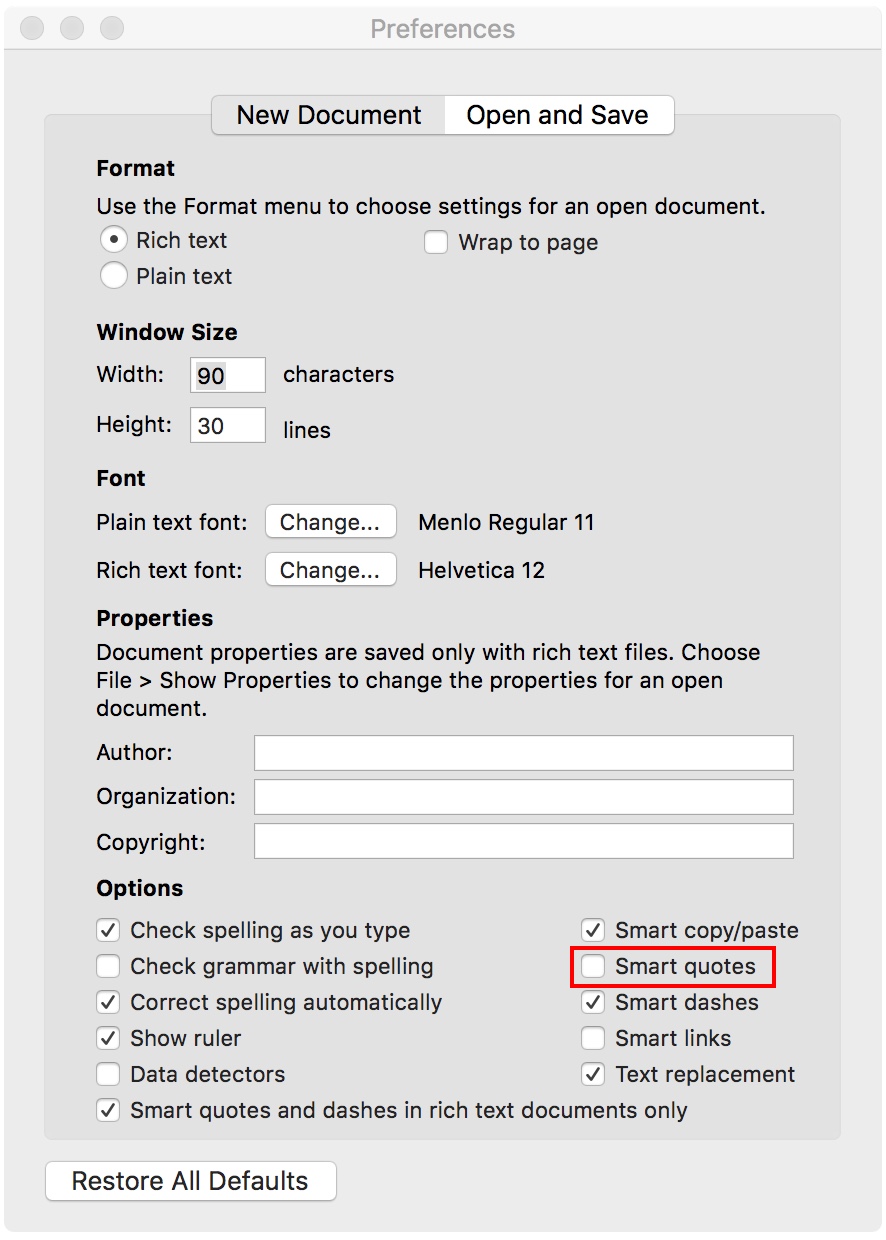 Preferences
New Document Open and Save
Format
Use the Format menu to choose settings for an open document.
Rich text Wrap to page
Plain text
Window Size
Width: 90 characters
Height: 30 lines
Font
Plain text font: Change... Menlo Regular 11
Rich text font: Change... Helvetica 12
Properties
Document properties are saved only with rich text files. Choose
File > Show Properties to change the properties for an open
document.
Author:
Organization:
Copyright:
Options
Check spelling as you type Smart copy/paste
Check grammar with spelling Smart quotes
Correct spelling automatically Smart dashes
Show ruler Smart links
Data detectors Text replacement
Smart quotes and dashes in rich text documents only
Restore All Defaults